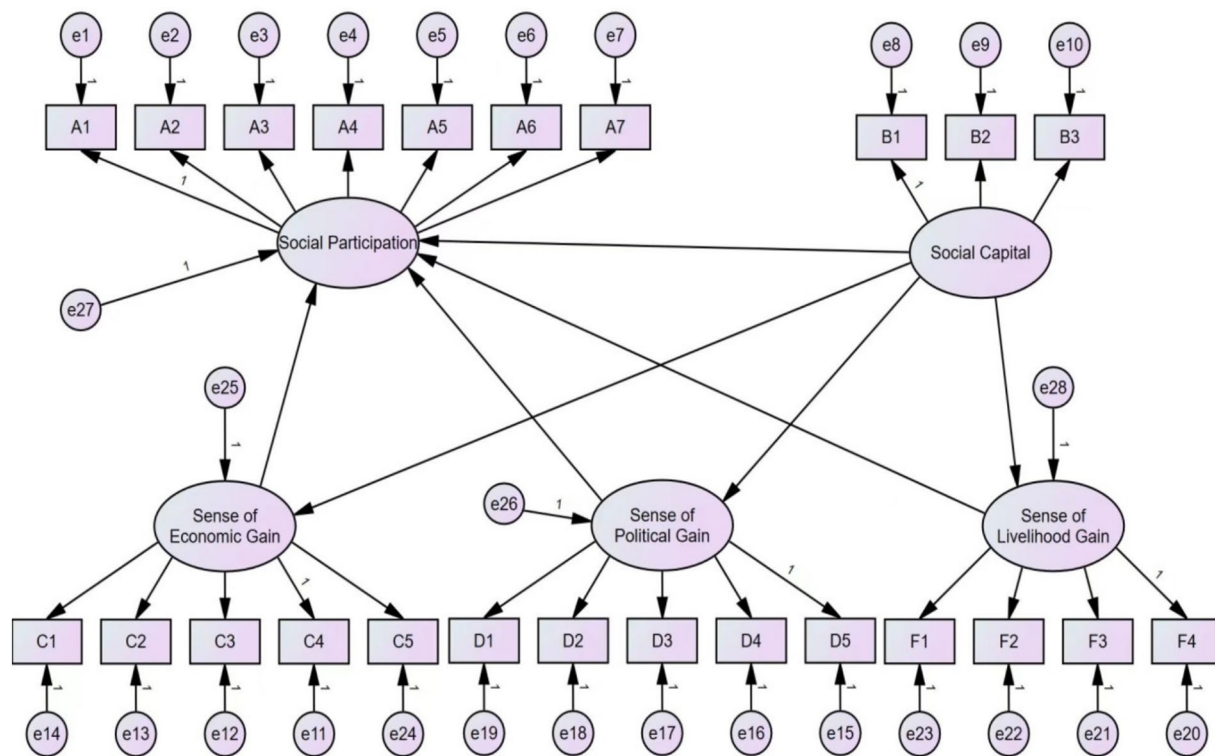 e1 e2 e3 e4 e5 e6 e7
e8 e9 e10
1 1 1 1 1 1 1
1 1 1
A1 A2 A3 A4 A5 A6 A7
B1 B2 B3
1
1
Social Participation
Social Capital
1
e27
e25
e28
1
1
e26
1
Sense of
Economic Gain
Sense of
Political Gain
Sense of
Livelihood Gain
1
1
1
C1 C2 C3 C4 C5 D1 D2 D3 D4 D5 F1 F2 F3 F4
1 1 1 1 1 1 1 1 1 1 1 1 1 1
e14 e13 e12 e11 e24 e19 e18 e17 e16 e15 e23 e22 e21 e20